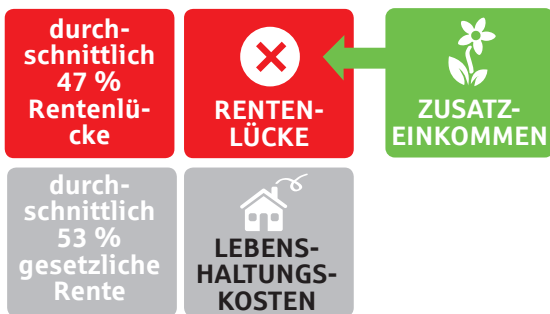 durch-
schnittlich
47 %
Rentenlü-
cke
RENTEN-
LÜCKE
ZUSATZ-
EINKOMMEN
durch-
schnittlich
53 %
gesetzliche
Rente
LEBENS-
HALTUNGS-
KOSTEN